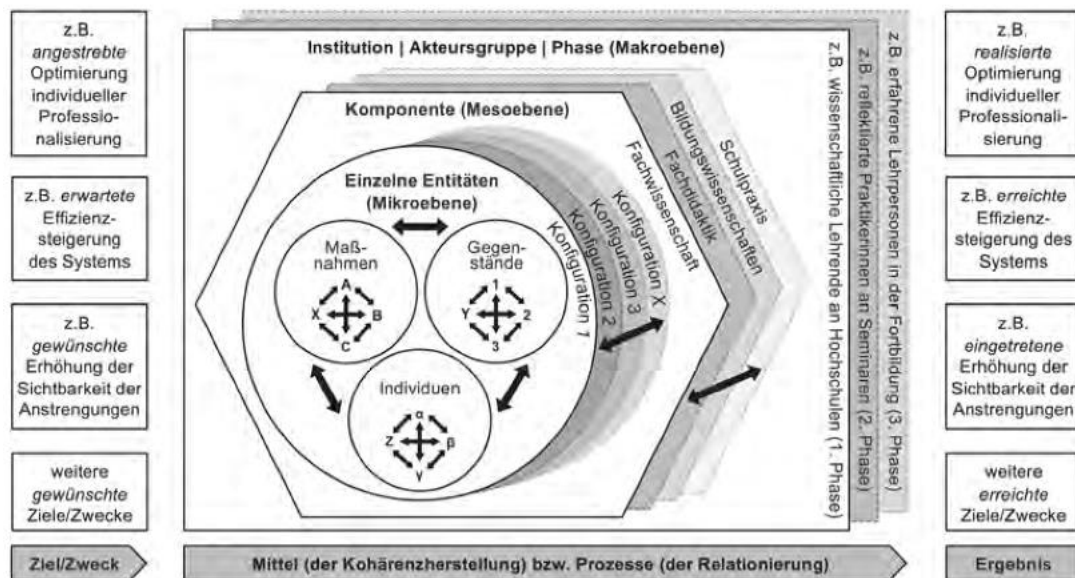 z.B.
angestrebte
Optimierung
individueller
Professio-
nalisierung
z.B. erwartete
Effizienz-
steigerung
des Systems
z.B.
gewünschte
Erhöhung der
Sichtbarkeit der
Anstrengungen
weitere
gewünschte
Ziele/Zwecke
Ziel/Zweck
Institution | Akteursgruppe | Phase (Makroebene)
Komponente (Mesoebene)
Einzelne Entitäten
(Mikroebene)
Maß-
nahmen
A
X
B
C
Gegen-
stände
1
Y
2
3
Individuen
α
Z
β
γ
Konfiguration 1
Konfiguration 2
Konfiguration 3
Konfiguration X
Fachwissenschaft
Fachdidaktik
Bildungswissenschaften
Schulpraxis
z.B. wissenschaftliche Lehrende an Hochschulen (1. Phase)
z.B. reflektierte Praktikerinnen an Seminaren (2. Phase)
z.B. erfahrene Lehrpersonen in der Fortbildung (3. Phase)
Mittel (der Kohärenzherstellung) bzw. Prozesse (der Relationierung)
z.B.
realisierte
Optimierung
individueller
Professionali-
sierung
z.B. erreichte
Effizienz-
steigerung des
Systems
z.B.
eingetretene
Erhöhung der
Sichtbarkeit der
Anstrengungen
weitere
erreichte
Ziele/Zwecke
Ergebnis